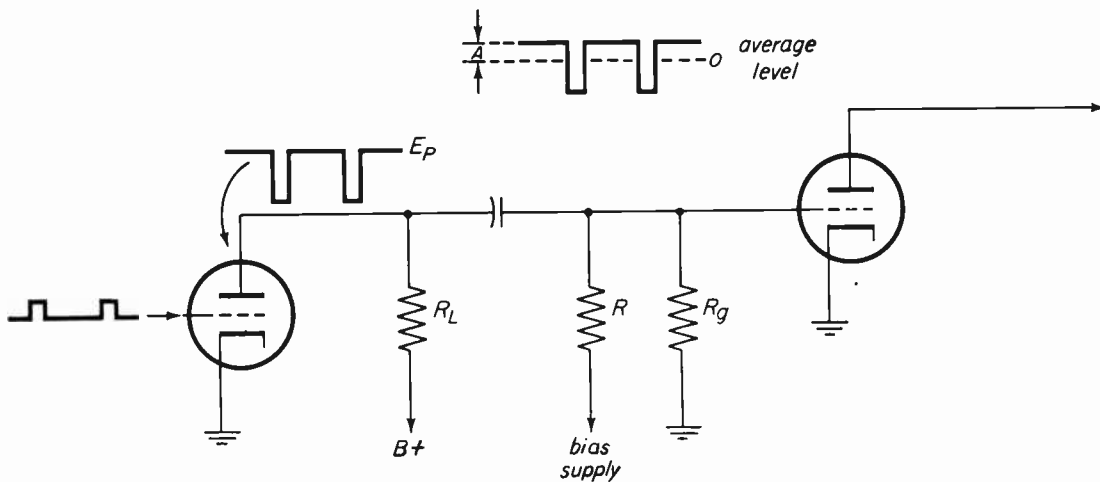 A
O
average
level
E_P
R_L
R
R_g
B+
bias
supply